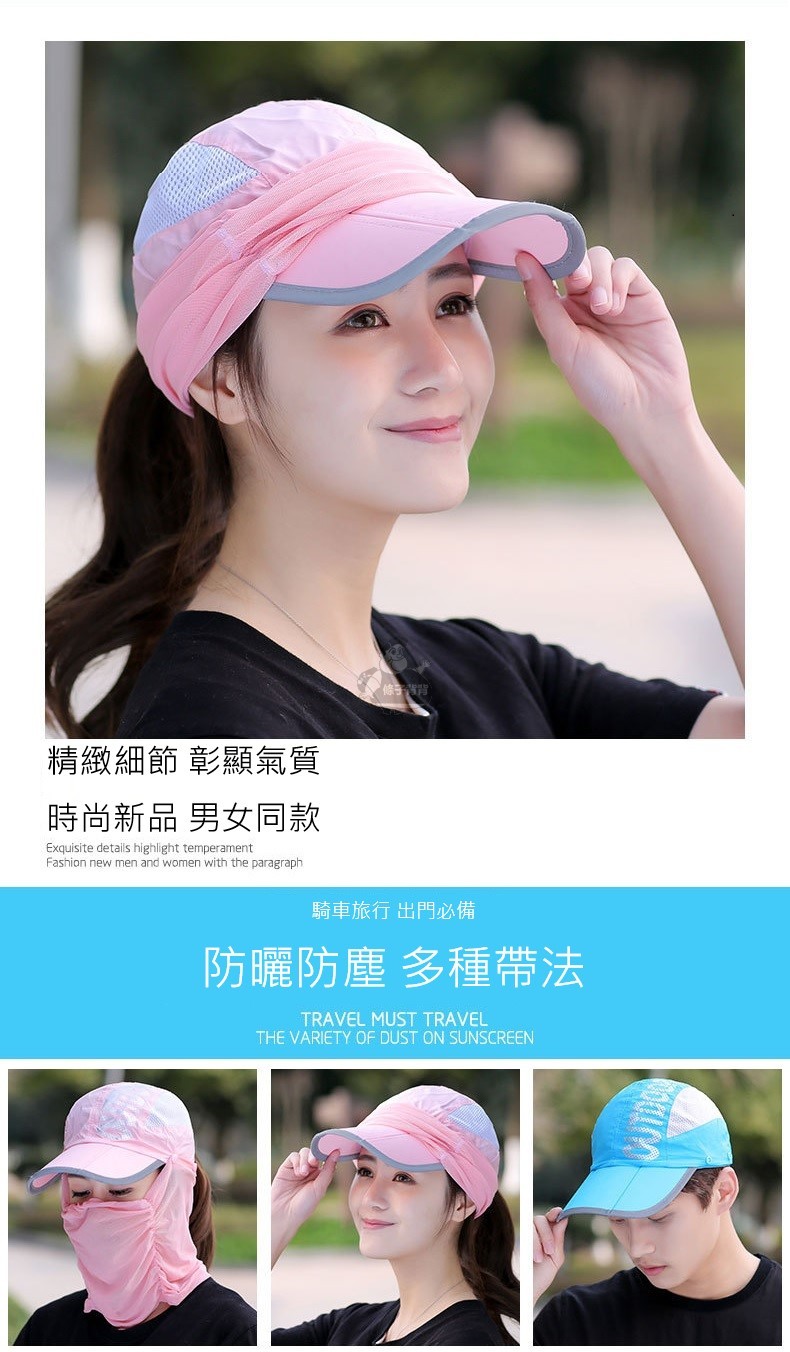 精緻細節 彰顯氣質
時尚新品 男女同款
Exquisite details highlight temperament
Fashion new men and women with the paragraph
騎車旅行 出門必備
防曬防塵 多種帶法
TRAVEL MUST TRAVEL
THE VARIETY OF DUST ON SUNSCREEN